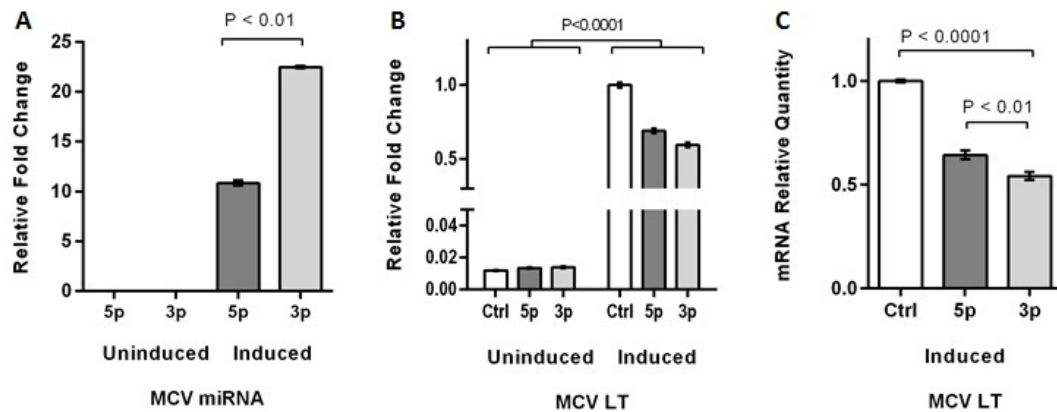 A
P < 0.01
Relative Fold Change
25
20
15
10
5
0
5p 3p 5p 3p
Uninduced Induced
MCV miRNA
B
P<0.0001
Relative Fold Change
1.0
0.5
0.04
0.02
0.00
Ctrl 5p 3p Ctrl 5p 3p
Uninduced Induced
MCV LT
C
P < 0.0001
P < 0.01
mRNA Relative Quantity
1.0
0.5
0.0
Ctrl 5p 3p
Induced
MCV LT